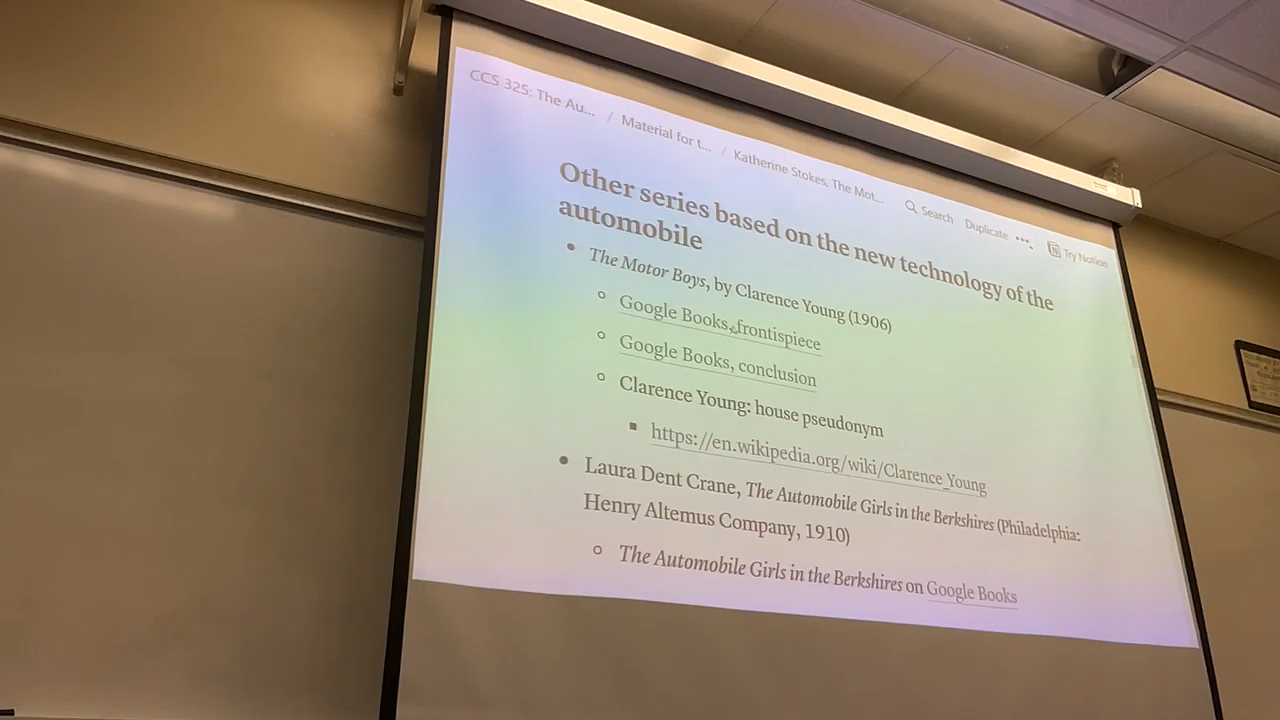 CCS 325: The Au... / Material for t... / Katherine Stokes, The Mot... Search Duplicate ••• Try Notion
Other series based on the new technology of the
automobile
• The Motor Boys, by Clarence Young (1906)
◦ Google Books, frontispiece
◦ Google Books, conclusion
◦ Clarence Young: house pseudonym
▪ https://en.wikipedia.org/wiki/Clarence_Young
• Laura Dent Crane, The Automobile Girls in the Berkshires (Philadelphia:
Henry Altemus Company, 1910)
◦ The Automobile Girls in the Berkshires on Google Books